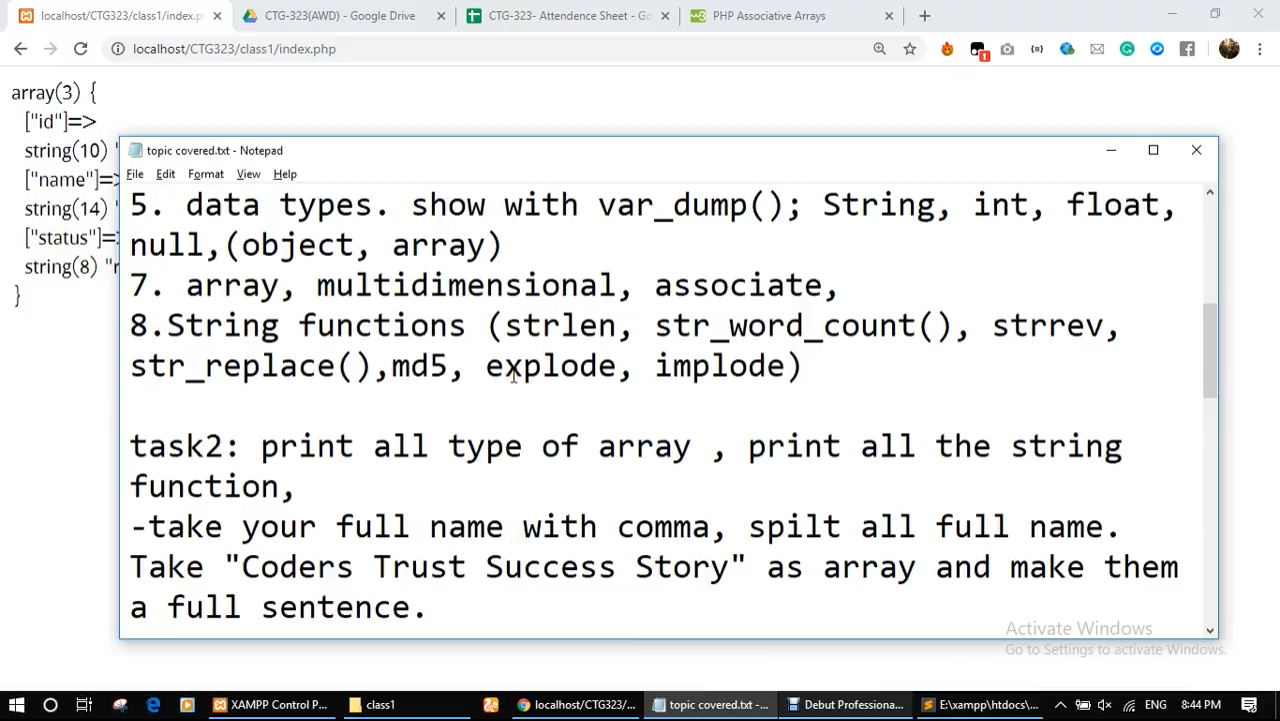 localhost/CTG323/class1/index.p
CTG-323(AWD) - Google Drive
CTG-323- Attendence Sheet - Go
PHP Associative Arrays
localhost/CTG323/class1/index.php
1
array(3) {
["id"]=>
string(10) "
["name"]=>
string(14) "
["status"]=>
string(8) "r
}
topic covered.txt - Notepad
File Edit Format View Help
5. data types. show with var_dump(); String, int, float,
null,(object, array)
7. array, multidimensional, associate,
8.String functions (strlen, str_word_count(), strrev,
str_replace(),md5, explode, implode)
task2: print all type of array , print all the string
function,
-take your full name with comma, spilt all full name.
Take "Coders Trust Success Story" as array and make them
a full sentence.
Activate Windows
Go to Settings to activate Windows.
XAMPP Control P...
class1
localhost/CTG323/...
topic covered.txt -...
Debut Professiona...
E:\xampp\htdocs\...
ENG
8:44 PM